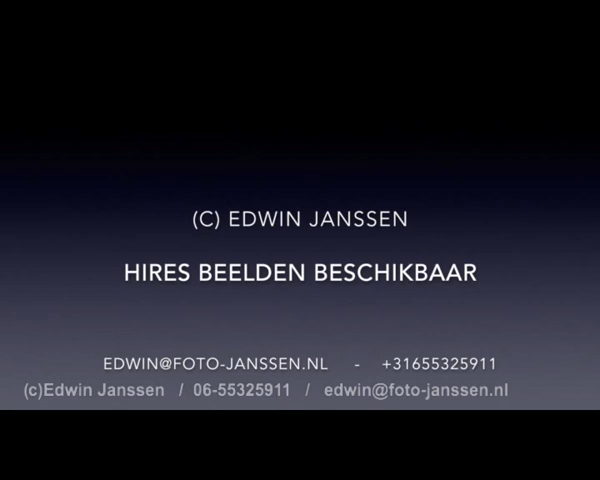 (C) EDWIN JANSSEN
HIRES BEELDEN BESCHIKBAAR
EDWIN@FOTO-JANSSEN.NL - +31655325911
(c)Edwin Janssen / 06-55325911 / edwin@foto-janssen.nl